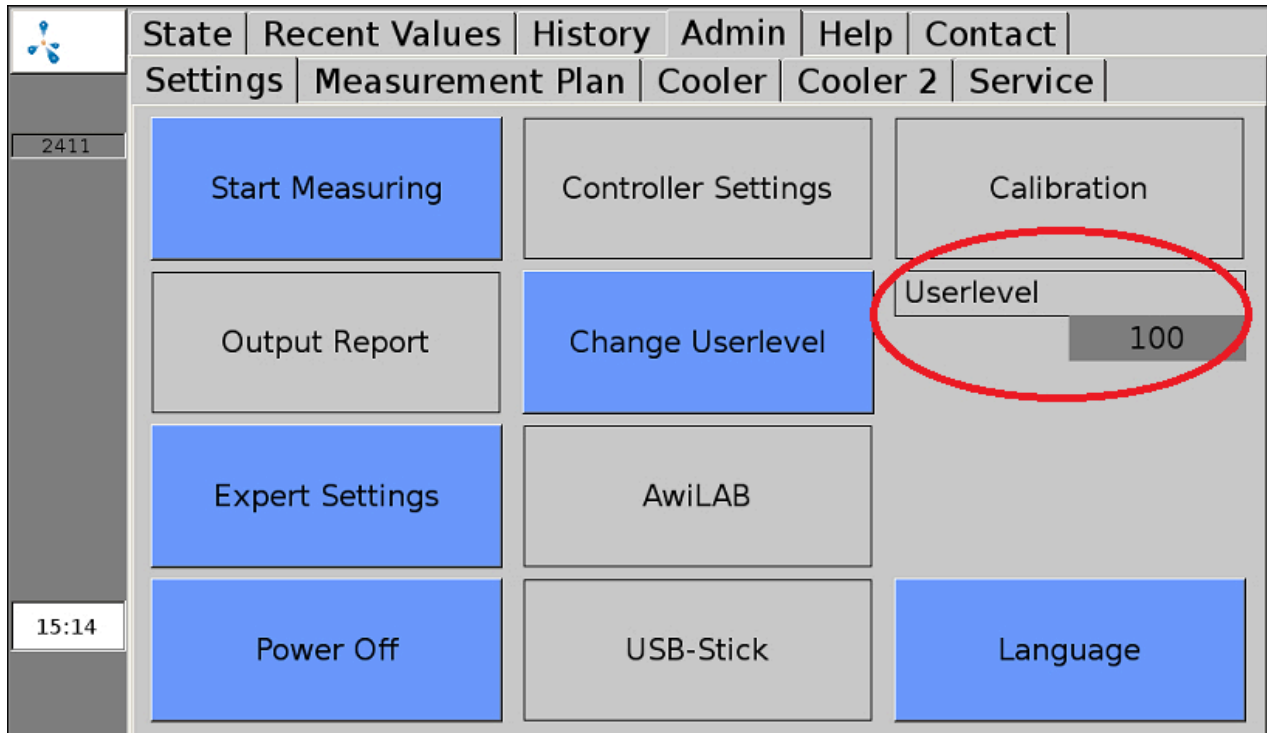 State Recent Values History Admin Help Contact
Settings Measurement Plan Cooler Cooler 2 Service
2411
Start Measuring Controller Settings Calibration
Userlevel
100
Output Report Change Userlevel
Expert Settings AwiLAB
15:14
Power Off USB-Stick Language